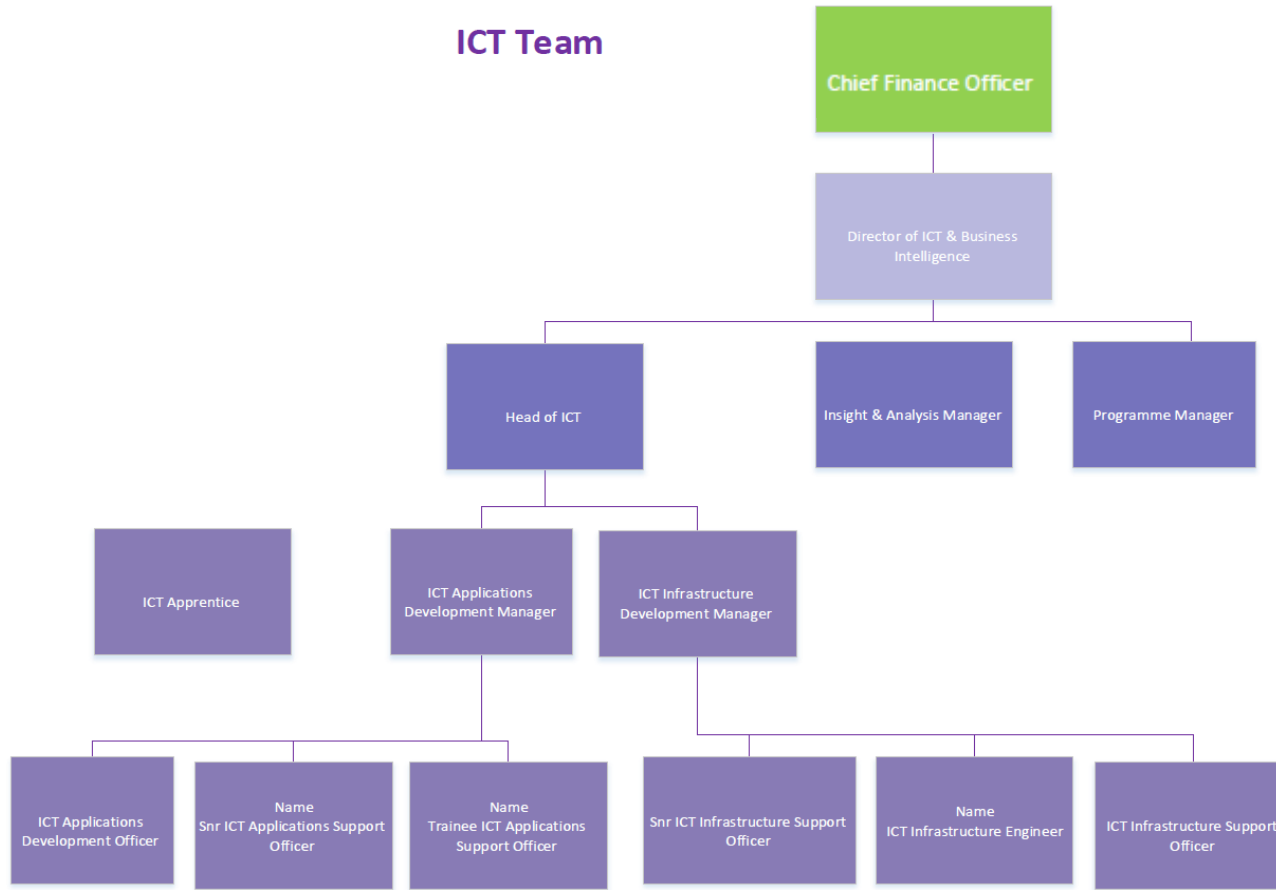 ICT Team
Chief Finance Officer
Director of ICT & Business
Intelligence
Head of ICT
Insight & Analysis Manager
Programme Manager
ICT Apprentice
ICT Applications
Development Manager
ICT Infrastructure
Development Manager
ICT Applications
Development Officer
Name
Snr ICT Applications Support
Officer
Name
Trainee ICT Applications
Support Officer
Snr ICT Infrastructure Support
Officer
Name
ICT Infrastructure Engineer
ICT Infrastructure Support
Officer